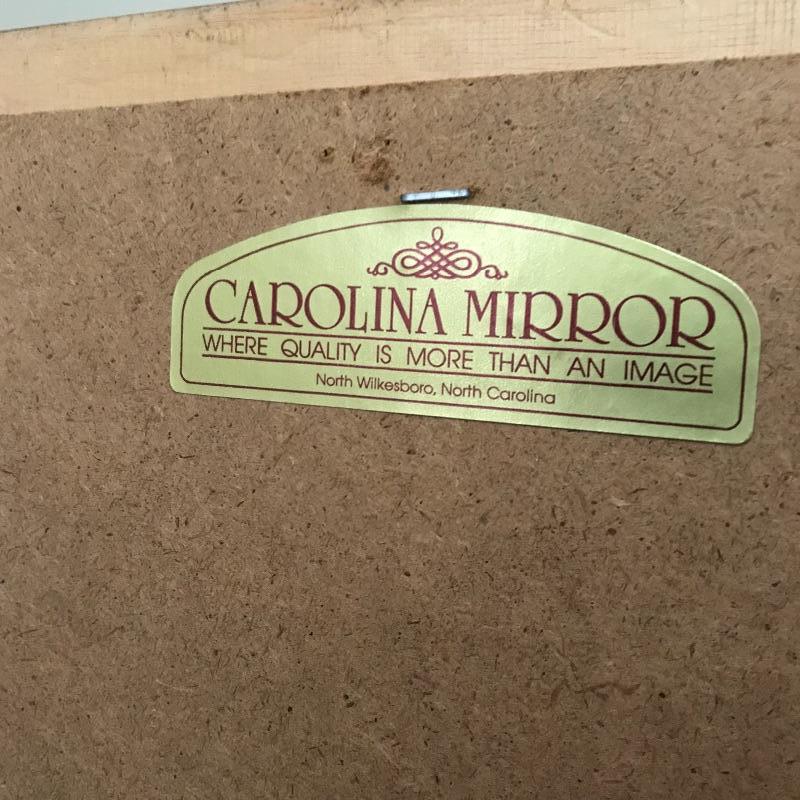 CAROLINA MIRROR
WHERE QUALITY IS MORE THAN AN IMAGE
North Wilkesboro, North Carolina